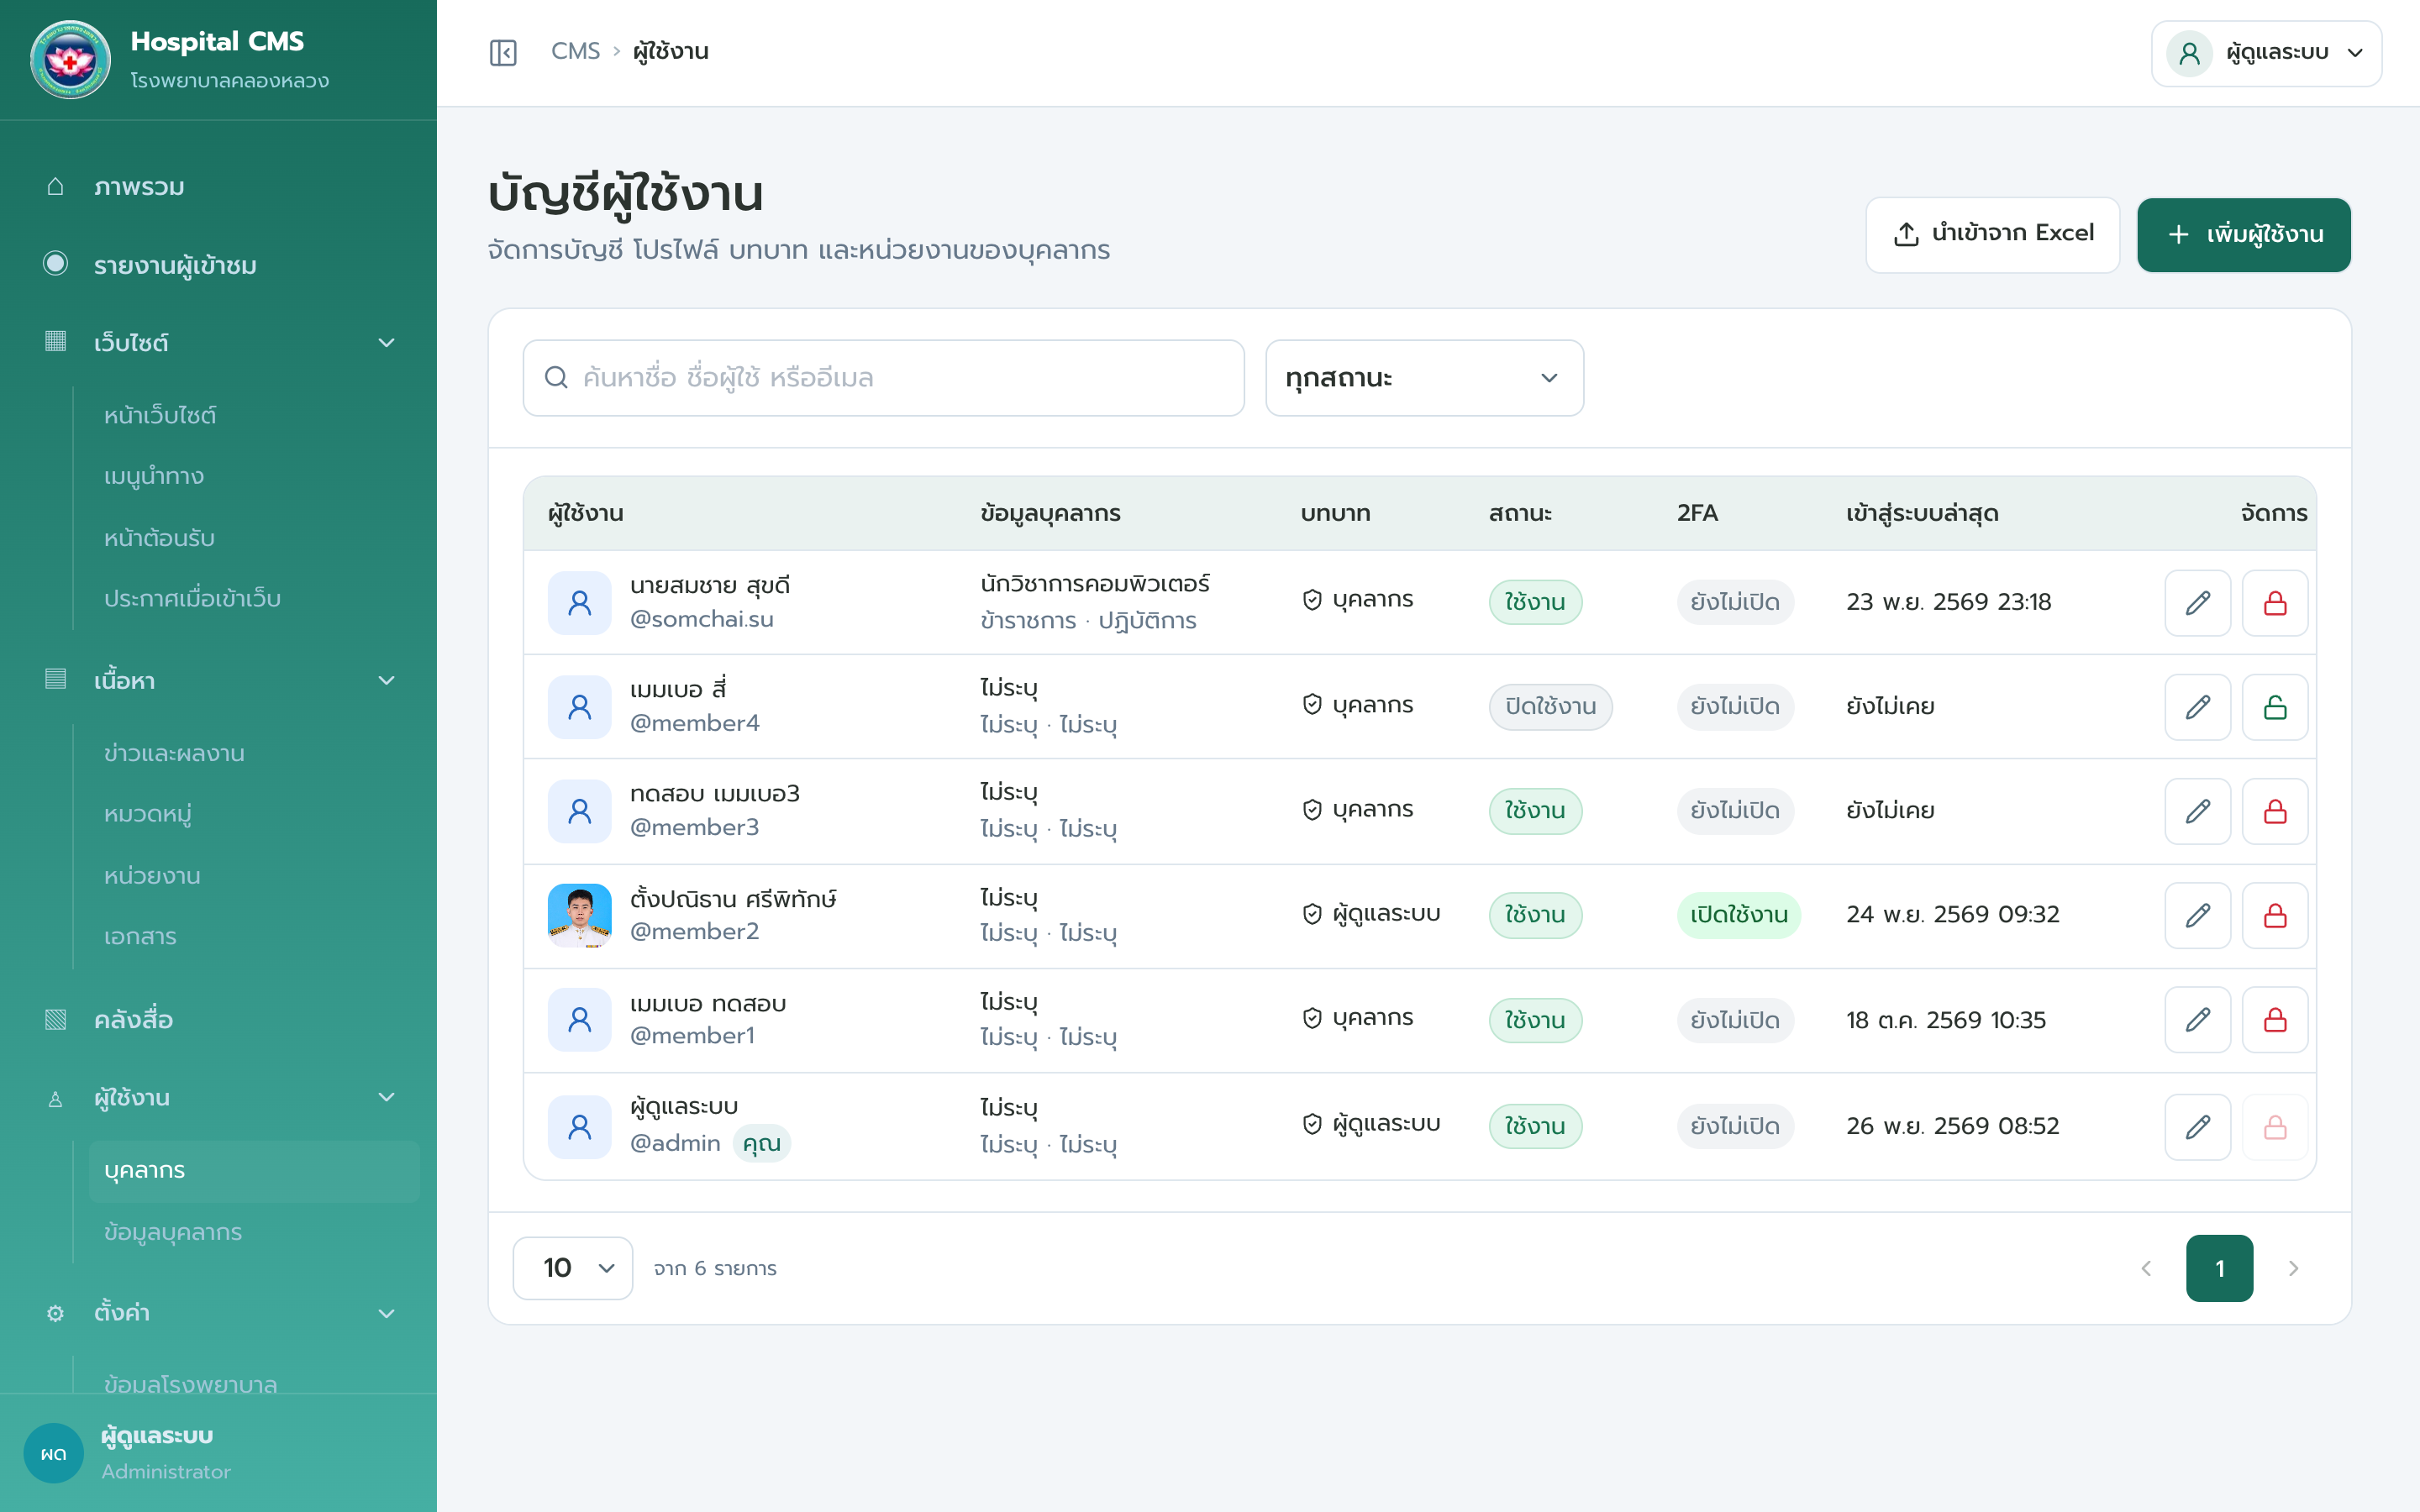 Hospital CMS
โรงพยาบาลคลองหลวง
ภาพรวม
รายงานผู้เข้าชม
เว็บไซต์
หน้าเว็บไซต์
เมนูนำทาง
หน้าต้อนรับ
ประกาศเมื่อเข้าเว็บ
เนื้อหา
ข่าวและผลงาน
หมวดหมู่
หน่วยงาน
เอกสาร
คลังสื่อ
ผู้ใช้งาน
บุคลากร
ข้อมูลบุคลากร
ตั้งค่า
ข้อมูลโรงพยาบาล
ผด
ผู้ดูแลระบบ
Administrator
CMS › ผู้ใช้งาน
ผู้ดูแลระบบ
บัญชีผู้ใช้งาน
จัดการบัญชี โปรไฟล์ บทบาท และหน่วยงานของบุคลากร
นำเข้าจาก Excel
เพิ่มผู้ใช้งาน
ค้นหาชื่อ ชื่อผู้ใช้ หรืออีเมล
ทุกสถานะ
ผู้ใช้งาน ข้อมูลบุคลากร บทบาท สถานะ 2FA เข้าสู่ระบบล่าสุด จัดการ
นายสมชาย สุขดี นักวิชาการคอมพิวเตอร์ บุคลากร ใช้งาน ยังไม่เปิด 23 พ.ย. 2569 23:18
@somchai.su ข้าราชการ · ปฏิบัติการ
เมมเบอ สี่ ไม่ระบุ บุคลากร ปิดใช้งาน ยังไม่เปิด ยังไม่เคย
@member4 ไม่ระบุ · ไม่ระบุ
ทดสอบ เมมเบอ3 ไม่ระบุ บุคลากร ใช้งาน ยังไม่เปิด ยังไม่เคย
@member3 ไม่ระบุ · ไม่ระบุ
ตั้งปณิธาน ศรีพิทักษ์ ไม่ระบุ ผู้ดูแลระบบ ใช้งาน เปิดใช้งาน 24 พ.ย. 2569 09:32
@member2 ไม่ระบุ · ไม่ระบุ
เมมเบอ ทดสอบ ไม่ระบุ บุคลากร ใช้งาน ยังไม่เปิด 18 ต.ค. 2569 10:35
@member1 ไม่ระบุ · ไม่ระบุ
ผู้ดูแลระบบ ไม่ระบุ ผู้ดูแลระบบ ใช้งาน ยังไม่เปิด 26 พ.ย. 2569 08:52
@admin คุณ ไม่ระบุ · ไม่ระบุ
10 จาก 6 รายการ
1